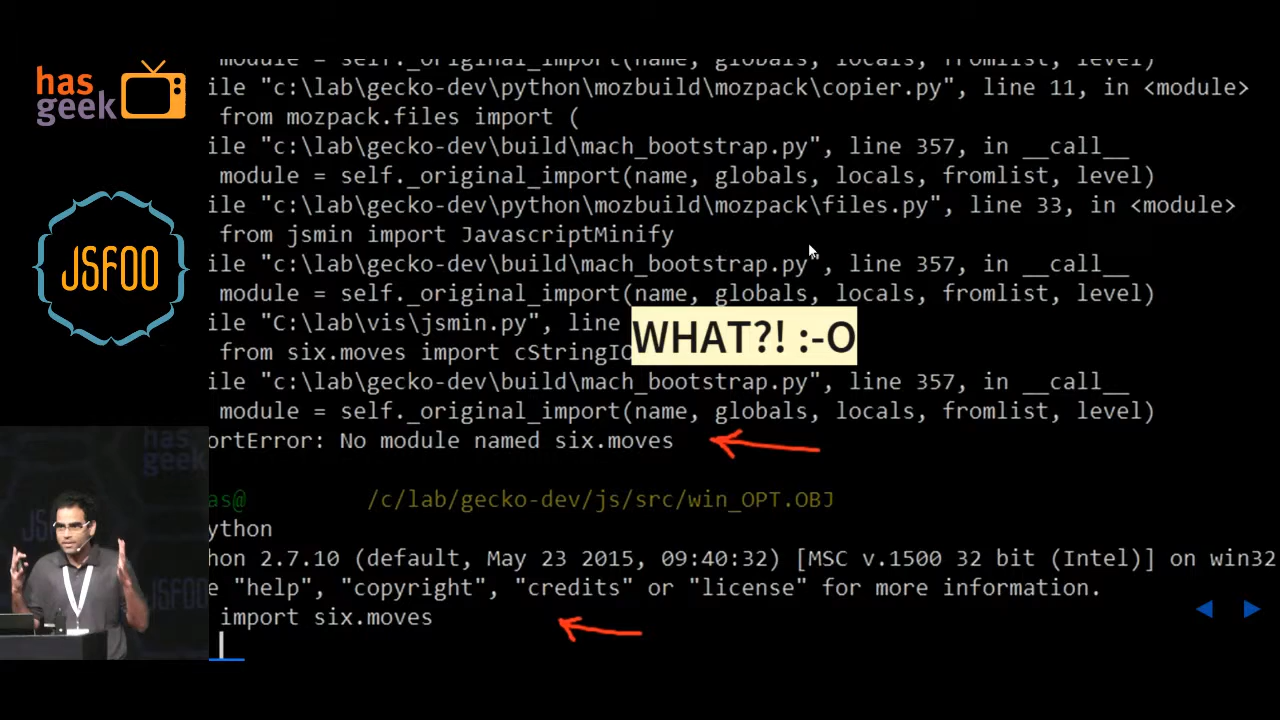 has
geek
JSFOO
module = self._original_import(name, globals, locals, fromlist, level)
ile "c:\lab\gecko-dev\python\mozbuild\mozpack\copier.py", line 11, in <module>
from mozpack.files import (
ile "c:\lab\gecko-dev\build\mach_bootstrap.py", line 357, in __call__
module = self._original_import(name, globals, locals, fromlist, level)
ile "c:\lab\gecko-dev\python\mozbuild\mozpack\files.py", line 33, in <module>
from jsmin import JavascriptMinify
ile "c:\lab\gecko-dev\build\mach_bootstrap.py", line 357, in __call__
module = self._original_import(name, globals, locals, fromlist, level)
ile "C:\lab\vis\jsmin.py", line
from six.moves import cStringIO
WHAT?! :-O
ile "c:\lab\gecko-dev\build\mach_bootstrap.py", line 357, in __call__
module = self._original_import(name, globals, locals, fromlist, level)
ortError: No module named six.moves
as@ /c/lab/gecko-dev/js/src/win_OPT.OBJ
ython
hon 2.7.10 (default, May 23 2015, 09:40:32) [MSC v.1500 32 bit (Intel)] on win32
e "help", "copyright", "credits" or "license" for more information.
import six.moves
has
geek
JSFOO